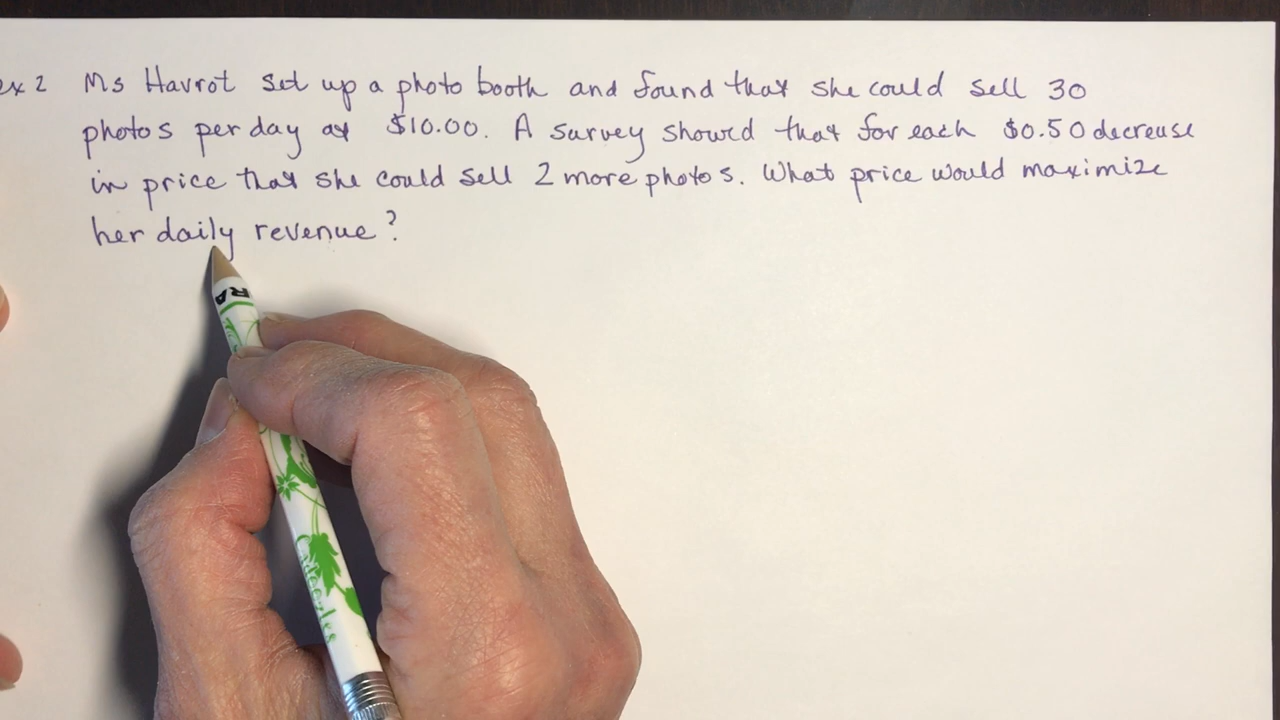 ex 2 Ms Havrot set up a photo booth and found that she could sell 30
photos per day at $10.00. A survey showed that for each $0.50 decrease
in price that she could sell 2 more photos. What price would maximize
her daily revenue?
RA